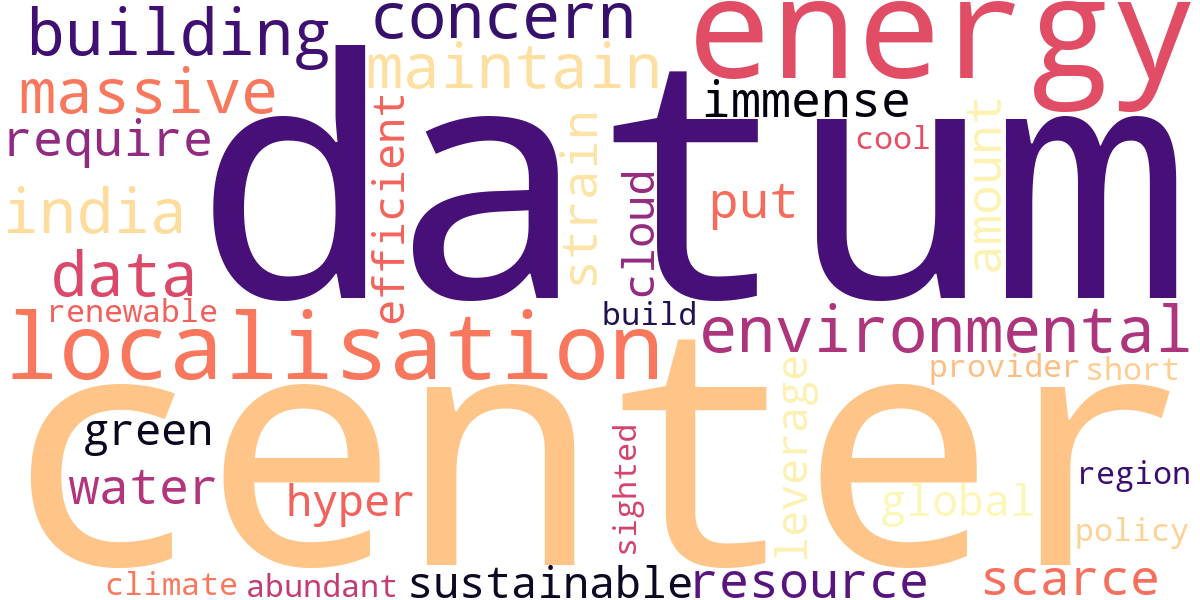 building
concern
energy
massive
maintain
immense
require
datum
efficient
strain
cloud
cool
amount
put
india
data
renewable
build
localisation
environmental
provider
short
center
green
water
hyper
sighted
leverage
global
region
policy
climate
abundant
sustainable
resource
scarce